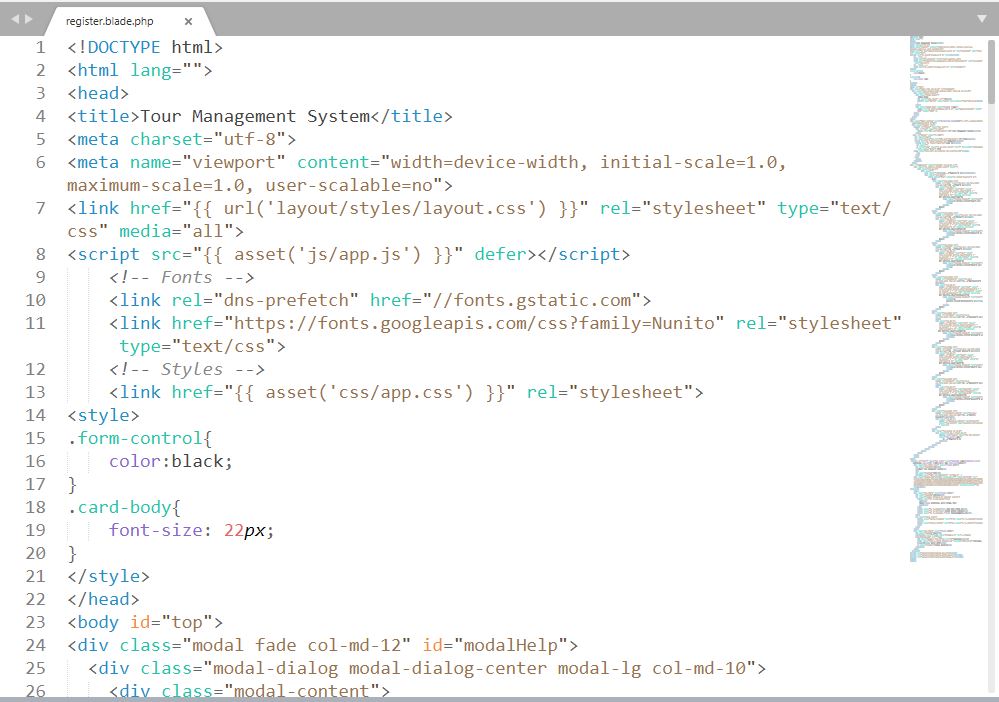 register.blade.php ×
1 <!DOCTYPE html>
2 <html lang="">
3 <head>
4 <title>Tour Management System</title>
5 <meta charset="utf-8">
6 <meta name="viewport" content="width=device-width, initial-scale=1.0,
maximum-scale=1.0, user-scalable=no">
7 <link href="{{ url('layout/styles/layout.css') }}" rel="stylesheet" type="text/
css" media="all">
8 <script src="{{ asset('js/app.js') }}" defer></script>
9 <!-- Fonts -->
10 <link rel="dns-prefetch" href="//fonts.gstatic.com">
11 <link href="https://fonts.googleapis.com/css?family=Nunito" rel="stylesheet"
type="text/css">
12 <!-- Styles -->
13 <link href="{{ asset('css/app.css') }}" rel="stylesheet">
14 <style>
15 .form-control{
16 color:black;
17 }
18 .card-body{
19 font-size: 22px;
20 }
21 </style>
22 </head>
23 <body id="top">
24 <div class="modal fade col-md-12" id="modalHelp">
25 <div class="modal-dialog modal-dialog-center modal-lg col-md-10">
26 <div class="modal-content">